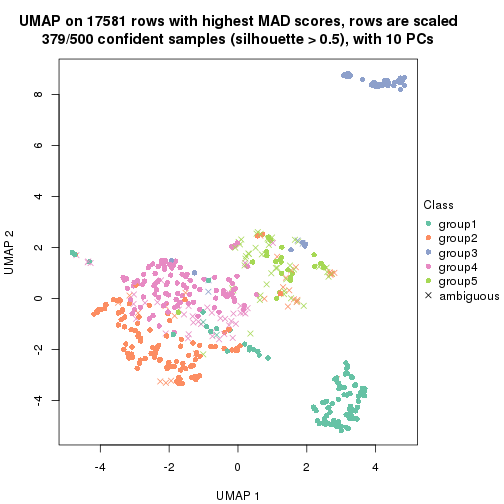 UMAP on 17581 rows with highest MAD scores, rows are scaled
379/500 confident samples (silhouette > 0.5), with 10 PCs
8
6
4
2
0
-2
-4
UMAP 2
-4
-2
0
2
4
UMAP 1
Class
group1
group2
group3
group4
group5
ambiguous